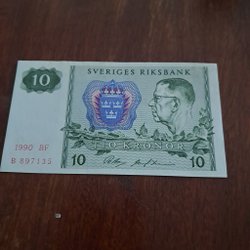 SVERIGES RIKSBANK
10
1990 BF
B 897135
TIO KRONOR
10
10